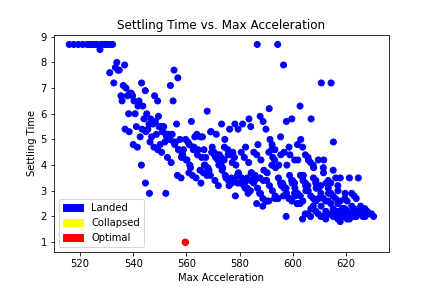 Settling Time vs. Max Acceleration
Settling Time
9
8
7
6
5
4
3
2
1
Landed
Collapsed
Optimal
520 540 560 580 600 620
Max Acceleration